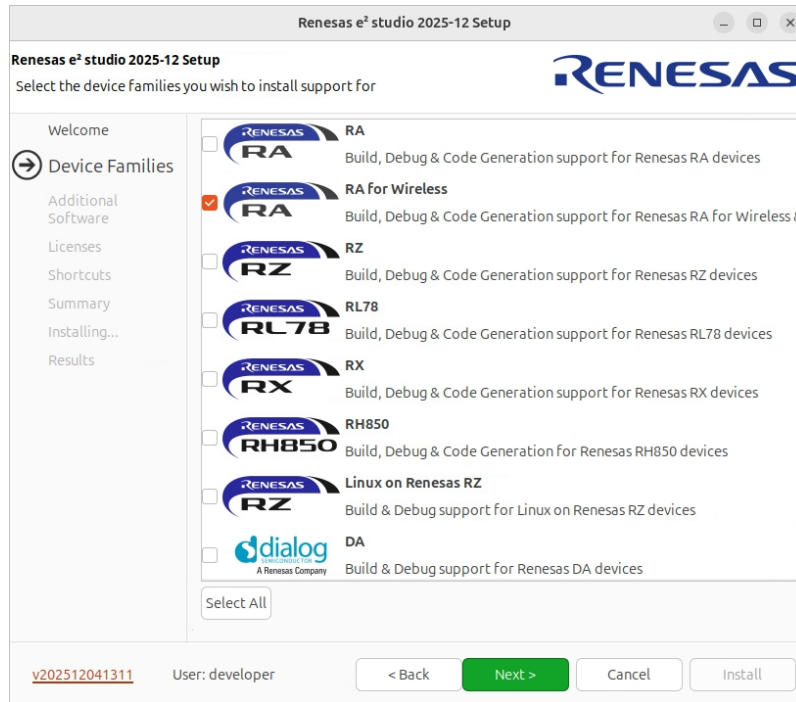 Renesas e² studio 2025-12 Setup
Renesas e² studio 2025-12 Setup
Select the device families you wish to install support for
RENESAS
Welcome
Device Families
Additional
Software
Licenses
Shortcuts
Summary
Installing...
Results
RENESAS
RA
RA
Build, Debug & Code Generation support for Renesas RA devices
RENESAS
RA
RA for Wireless
Build, Debug & Code Generation support for Renesas RA for Wireless &
RENESAS
RZ
RZ
Build, Debug & Code Generation support for Renesas RZ devices
RENESAS
RL78
RL78
Build, Debug & Code Generation support for Renesas RL78 devices
RENESAS
RX
RX
Build, Debug & Code Generation support for Renesas RX devices
RENESAS
RH850
RH850
Build, Debug & Code Generation for Renesas RH850 devices
RENESAS
RZ
Linux on Renesas RZ
Build & Debug support for Linux on Renesas RZ devices
dialog
SEMICONDUCTOR
A Renesas Company
DA
Build & Debug support for Renesas DA devices
Select All
v202512041311
User: developer
< Back
Next >
Cancel
Install